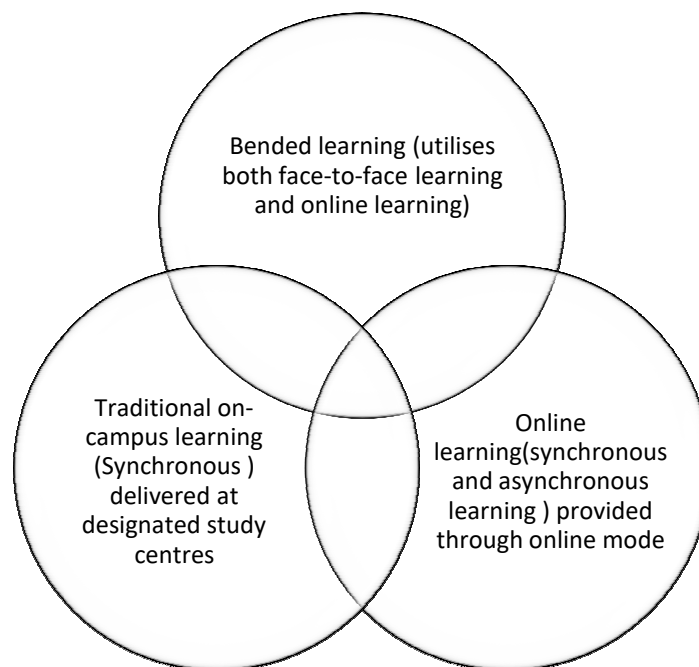 Bended learning (utilises
both face-to-face learning
and online learning)
Traditional on-
campus learning
(Synchronous )
delivered at
designated study
centres
Online
learning(synchronous
and asynchronous
learning ) provided
through online mode